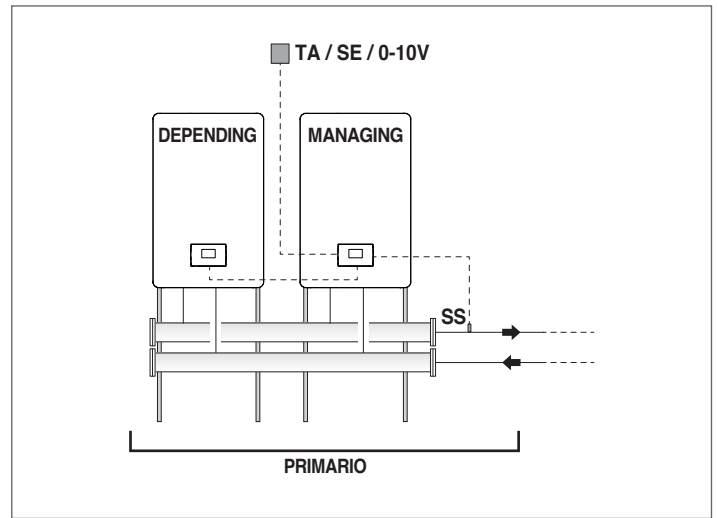 TA / SE / 0-10V
DEPENDING
MANAGING
SS
PRIMARIO